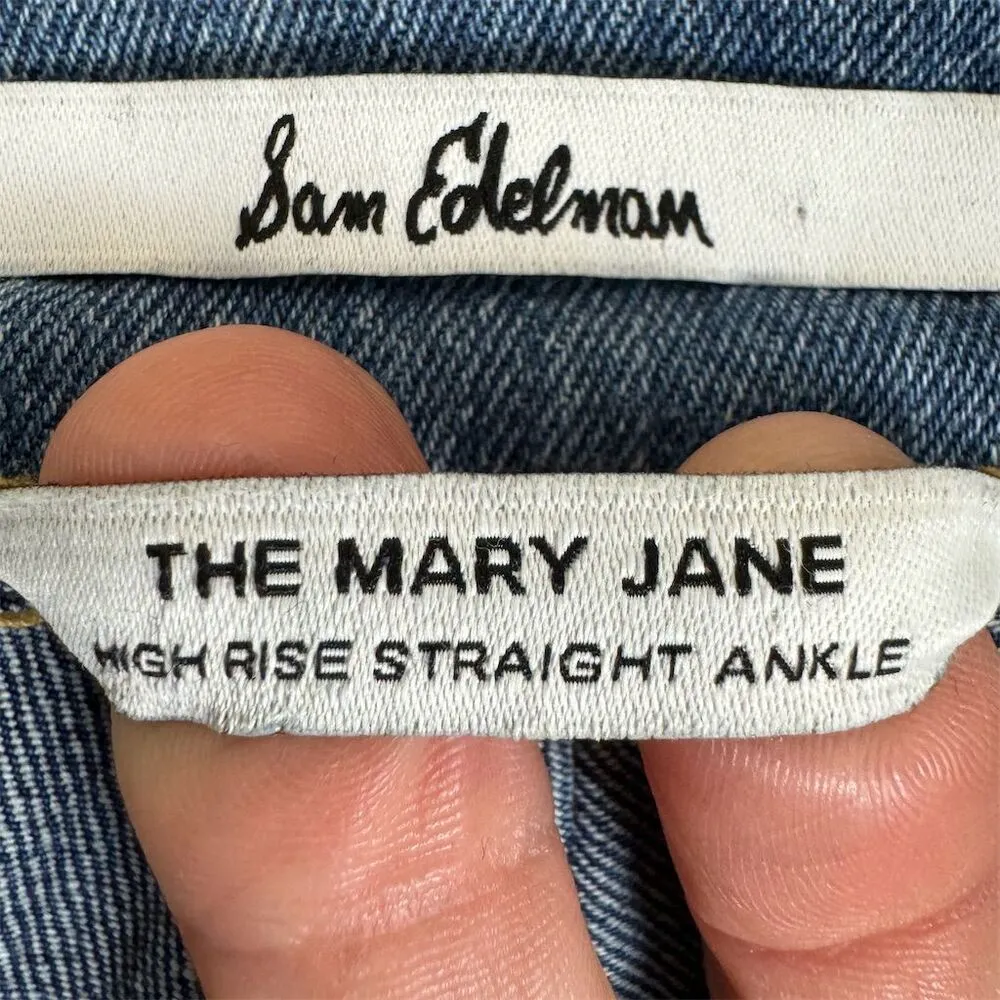 Sam Edelman
THE MARY JANE
HIGH RISE STRAIGHT ANKLE